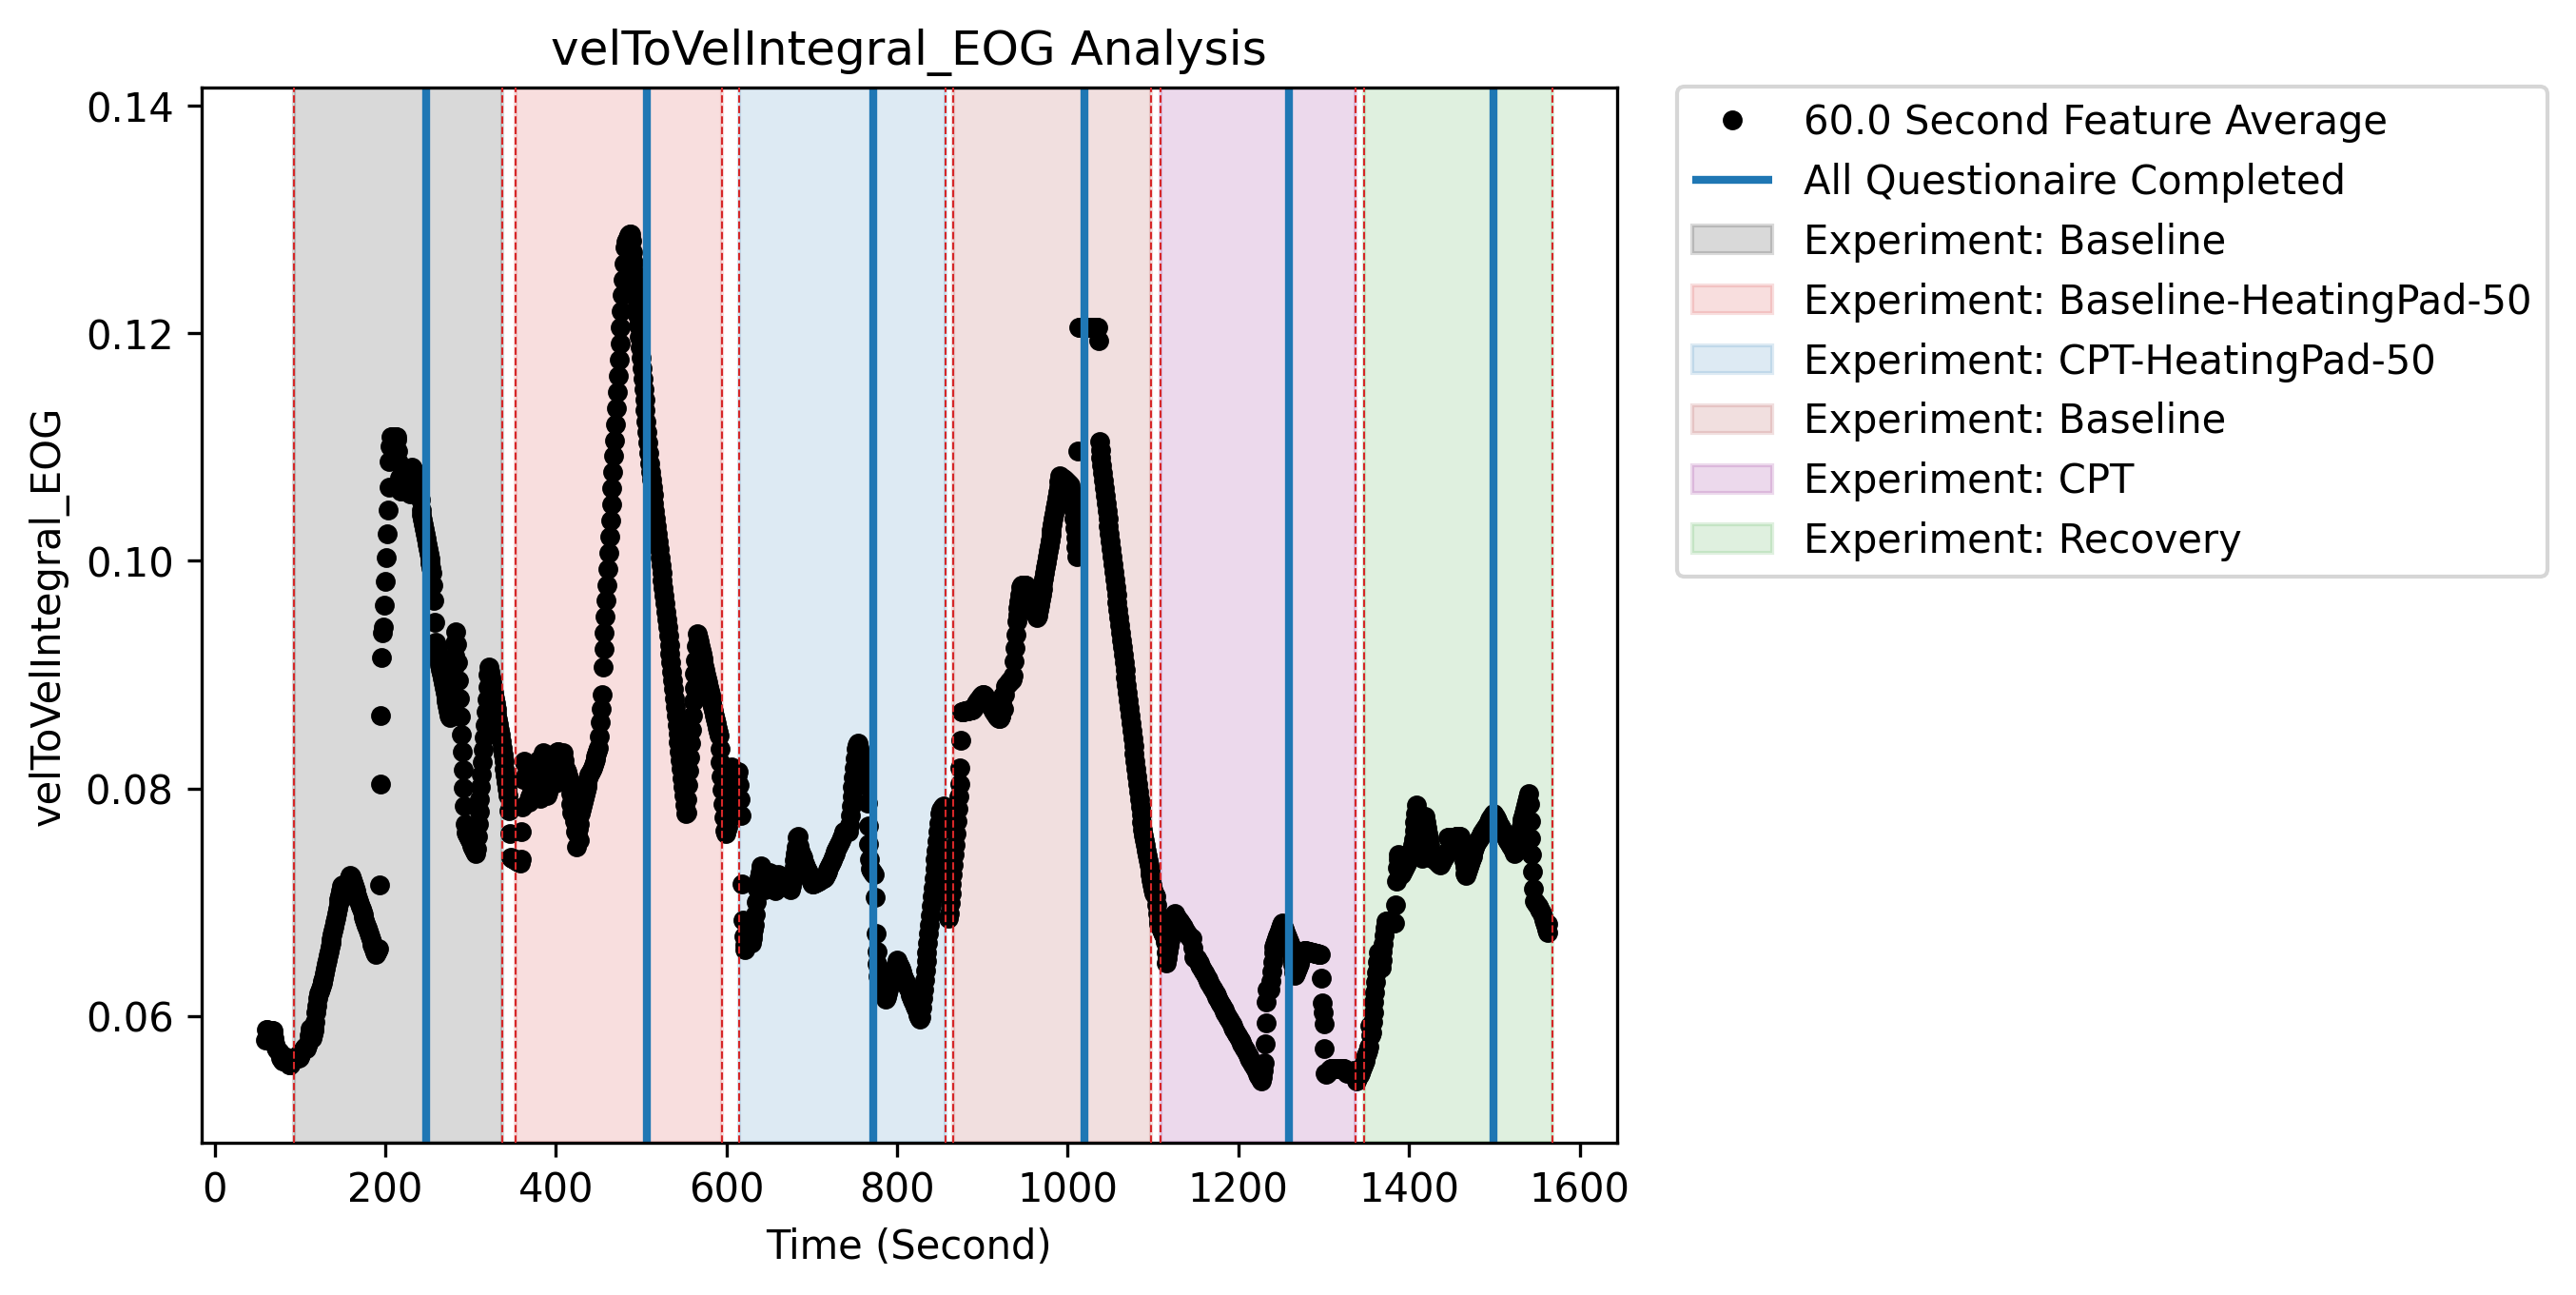 velToVelIntegral_EOG Analysis
0.14
0.12
0.10
0.08
0.06
velToVelIntegral_EOG
0
200
400
600
800
1000
1200
1400
1600
Time (Second)
60.0 Second Feature Average
All Questionaire Completed
Experiment: Baseline
Experiment: Baseline-HeatingPad-50
Experiment: CPT-HeatingPad-50
Experiment: Baseline
Experiment: CPT
Experiment: Recovery